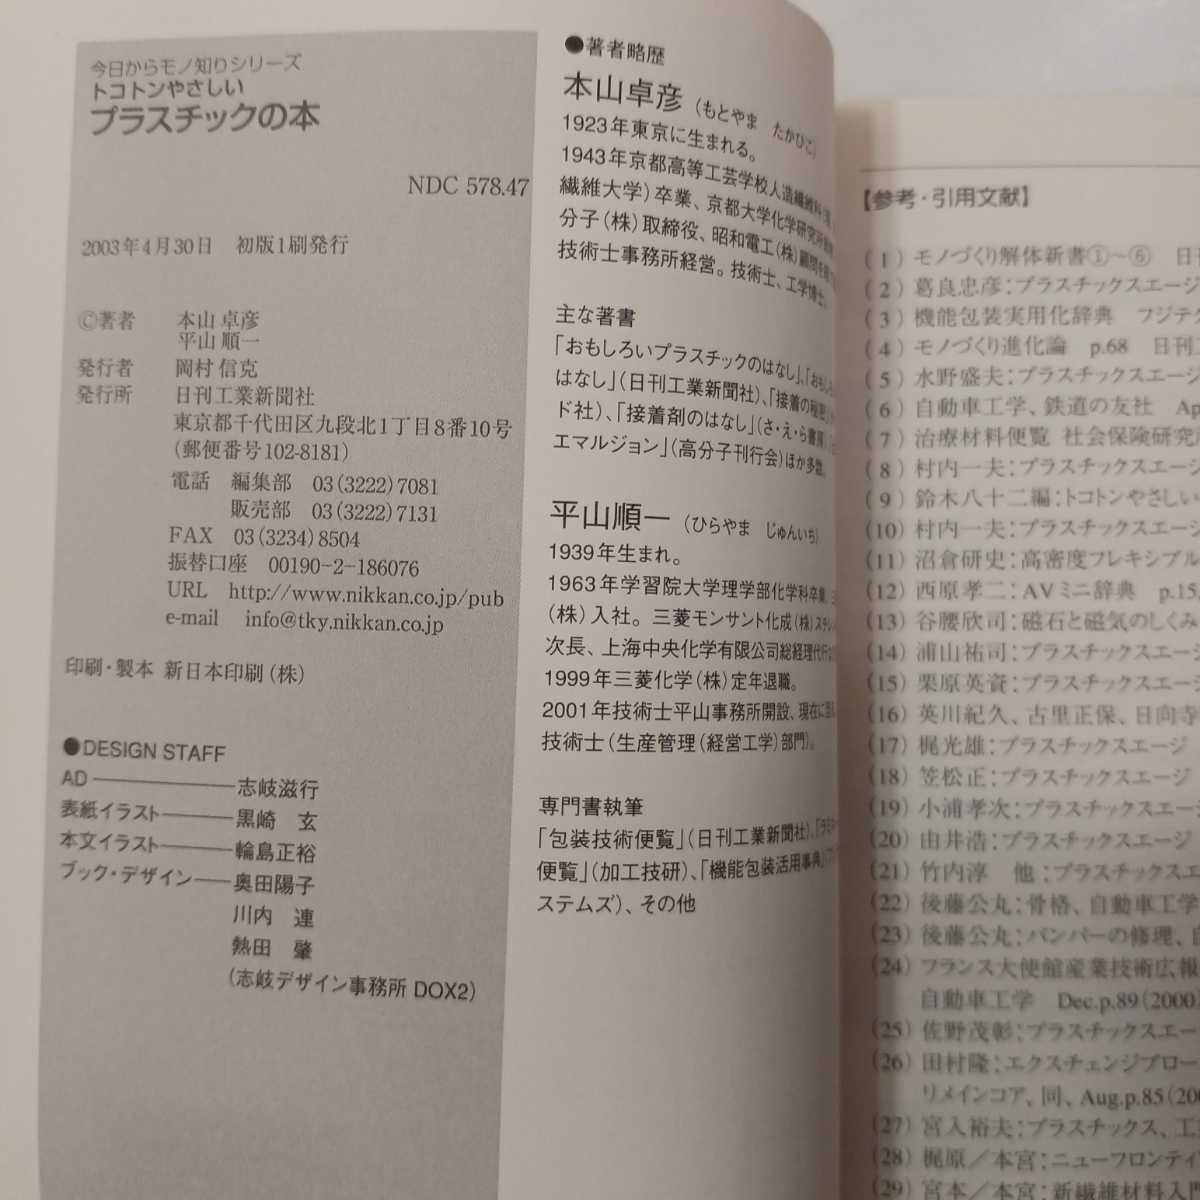 今日からモノ知りシリーズ
トコトンやさしい
プラスチックの本
NDC 578.47
2003年4月30日 初版1刷発行
©著者 本山 卓彦
平山 順一
発行者 岡村 信克
発行所 日刊工業新聞社
東京都千代田区九段北1丁目8番10号
(郵便番号102-8181)
電話 編集部 03(3222)7081
販売部 03(3222)7131
FAX 03(3234)8504
振替口座 00190-2-186076
URL http://www.nikkan.co.jp/pub
e-mail info@tky.nikkan.co.jp
印刷・製本 新日本印刷(株)
●DESIGN STAFF
AD――志岐滋行
表紙イラスト――黒崎 玄
本文イラスト――輪島正裕
ブック・デザイン――奥田陽子
川内 連
熱田 肇
(志岐デザイン事務所 DOX2)
●著者略歴
本山卓彦(もとやま たかひこ)
1923年東京に生まれる。
1943年京都高等工芸学校人造繊維科(現、
繊維大学)卒業、京都大学化学研究所
分子(株)取締役、昭和電工(株)顧問を
技術士事務所経営。技術士、工学博士。
主な著書
「おもしろいプラスチックのはなし」、「おもしろ
はなし」(日刊工業新聞社)、「接着の秘密」
ド社)、「接着剤のはなし」(さ・え・ら書房)、
エマルジョン」(高分子刊行会)ほか多数。
平山順一(ひらやま じゅんいち)
1939年生まれ。
1963年学習院大学理学部化学科卒業、
(株)入社。三菱モンサント化成(株)スチレン
次長、上海中央化学有限公司総経理代行
1999年三菱化学(株)定年退職。
2001年技術士平山事務所開設、現在に至る。
技術士(生産管理(経営工学)部門)。
専門書執筆
「包装技術便覧」(日刊工業新聞社)、「ラミネ
便覧」(加工技研)、「機能包装活用事典」
ステムズ)、その他
【参考・引用文献】
(1)モノづくり解体新書①〜⑥ 日
(2)葛良忠彦:プラスチックスエージ
(3)機能包装実用化辞典 フジテク
(4)モノづくり進化論 p.68 日刊工
(5)水野盛夫:プラスチックスエージ
(6)自動車工学、鉄道の友社 Ap
(7)治療材料便覧 社会保険研究所
(8)村内一夫:プラスチックスエージ
(9)鈴木八十二編:トコトンやさしい
(10)村内一夫:プラスチックスエージ
(11)沼倉研史:高密度フレキシブル
(12)西原孝二:AVミニ辞典 p.15,
(13)谷腰欣司:磁石と磁気のしくみ
(14)浦山祐司:プラスチックスエージ
(15)栗原英資:プラスチックスエージ
(16)英川紀久、古里正保、日向寺
(17)梶光雄:プラスチックスエージ
(18)笠松正:プラスチックスエージ
(19)小浦孝次:プラスチックスエージ
(20)由井浩:プラスチックスエージ
(21)竹内淳 他:プラスチックスエ
(22)後藤公丸:骨格、自動車工学
(23)後藤公丸:バンパーの修理、自
(24)フランス大使館産業技術広報
自動車工学 Dec.p.89(2000)
(25)佐野茂彰:プラスチックスエー
(26)田村隆:エクスチェンジブロー
リメインコア、同、Aug.p.85(200
(27)宮入裕夫:プラスチックス、工
(28)梶原/本宮:ニューフロンティ
(29)宮本/本宮:新繊維材料入門